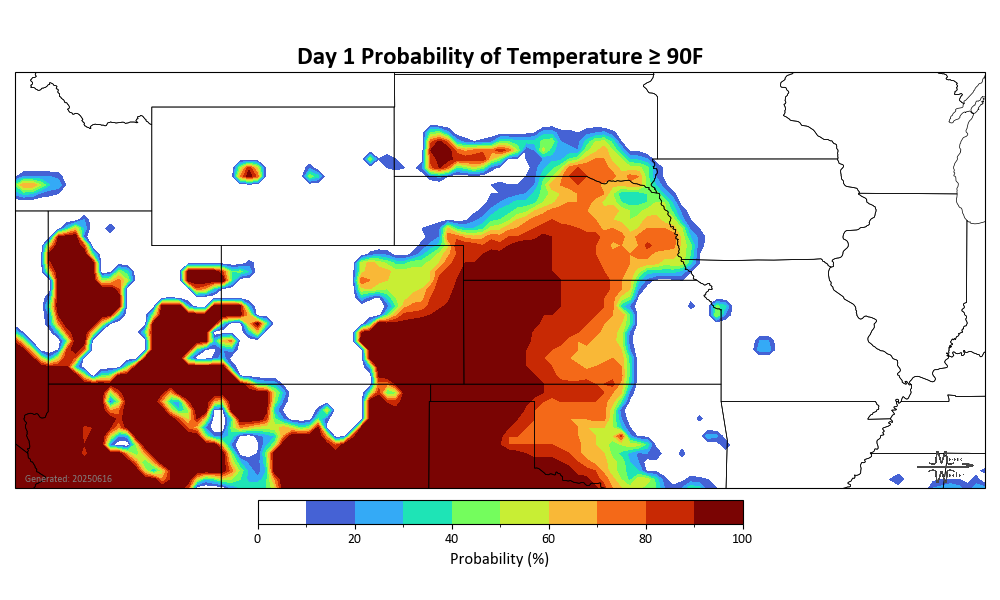 Day 1 Probability of Temperature ≥ 90F
Generated: 20250616
0 20 40 60 80 100
Probability (%)